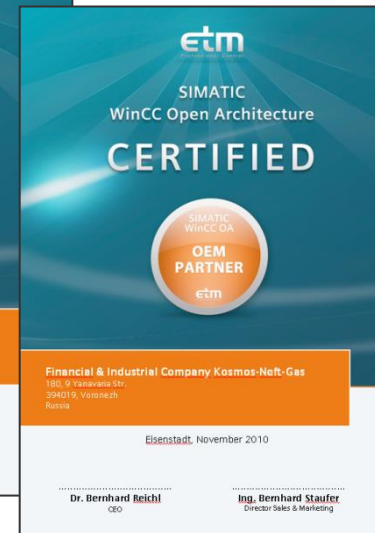 etm
professional control
SIMATIC
WinCC Open Architecture
CERTIFIED
SIMATIC
WinCC OA
OEM
PARTNER
etm
Financial & Industrial Company Kosmos-Neft-Gas
180, 9 Yanavaria Str.
394019, Voronezh
Russia
Eisenstadt, November 2010
Dr. Bernhard Reichl
CEO
Ing. Bernhard Staufer
Director Sales & Marketing